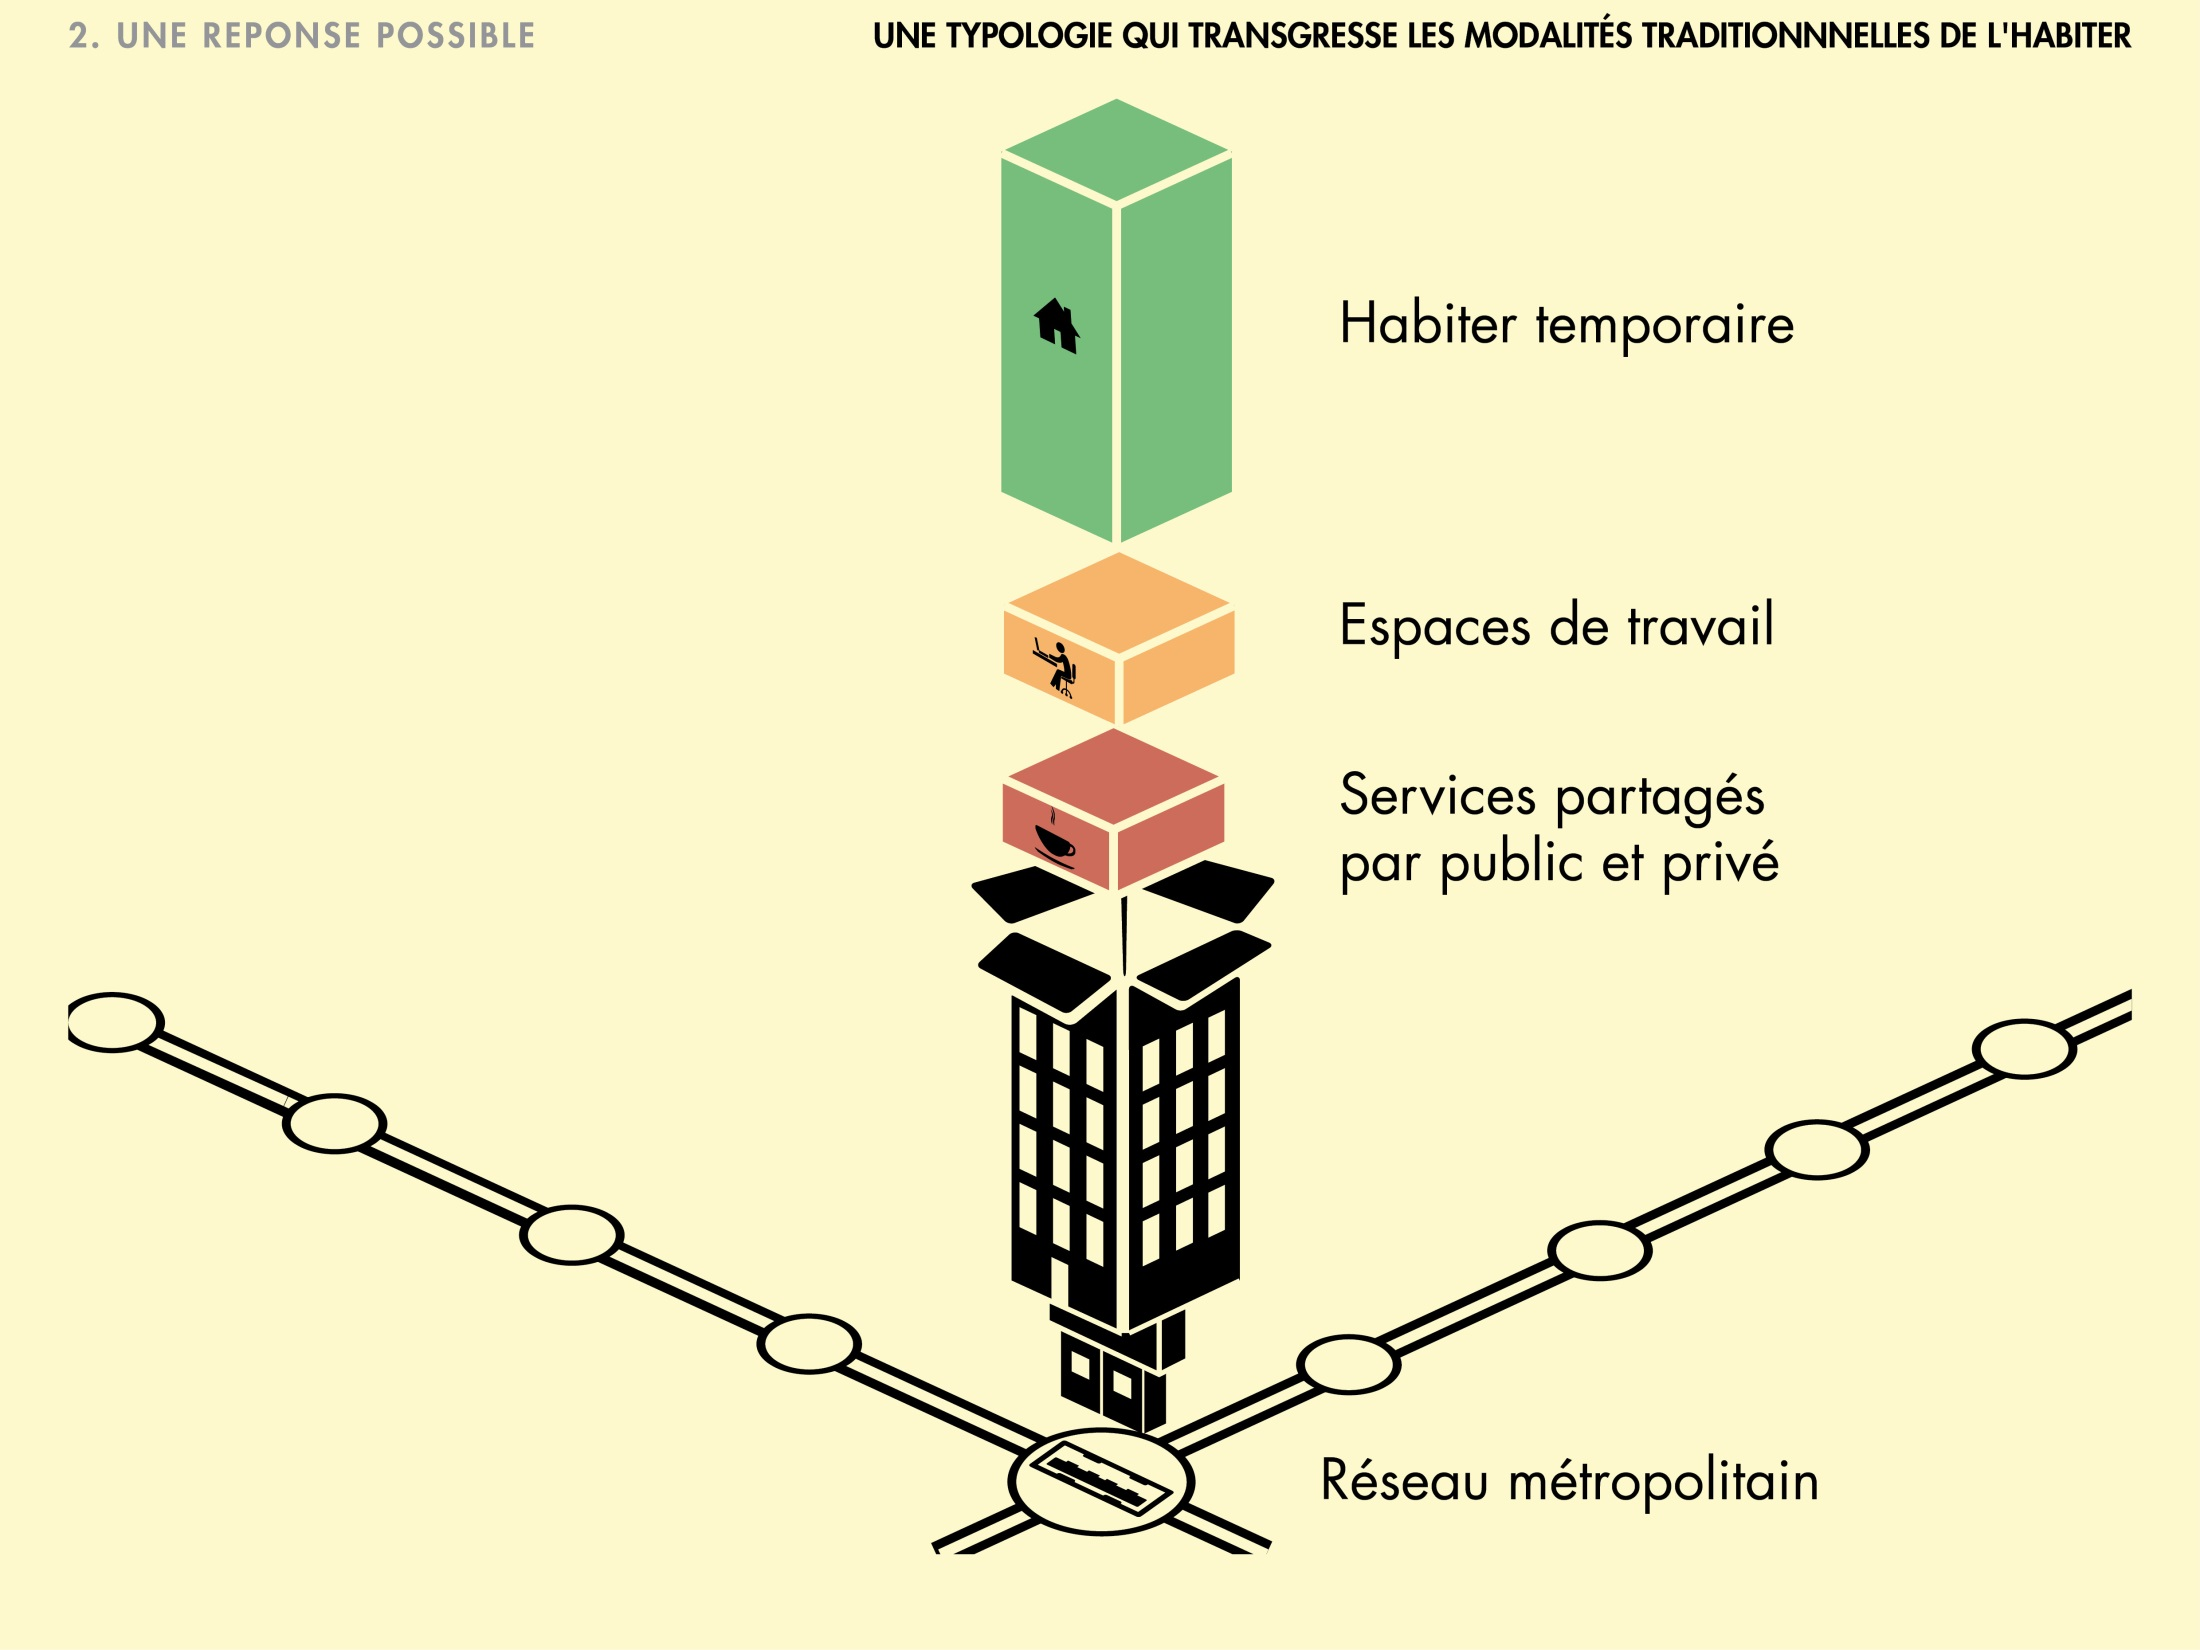 2. UNE REPONSE POSSIBLE
UNE TYPOLOGIE QUI TRANSGRESSE LES MODALITÉS TRADITIONNNELLES DE L'HABITER
Habiter temporaire
Espaces de travail
Services partagés
par public et privé
Réseau métropolitain